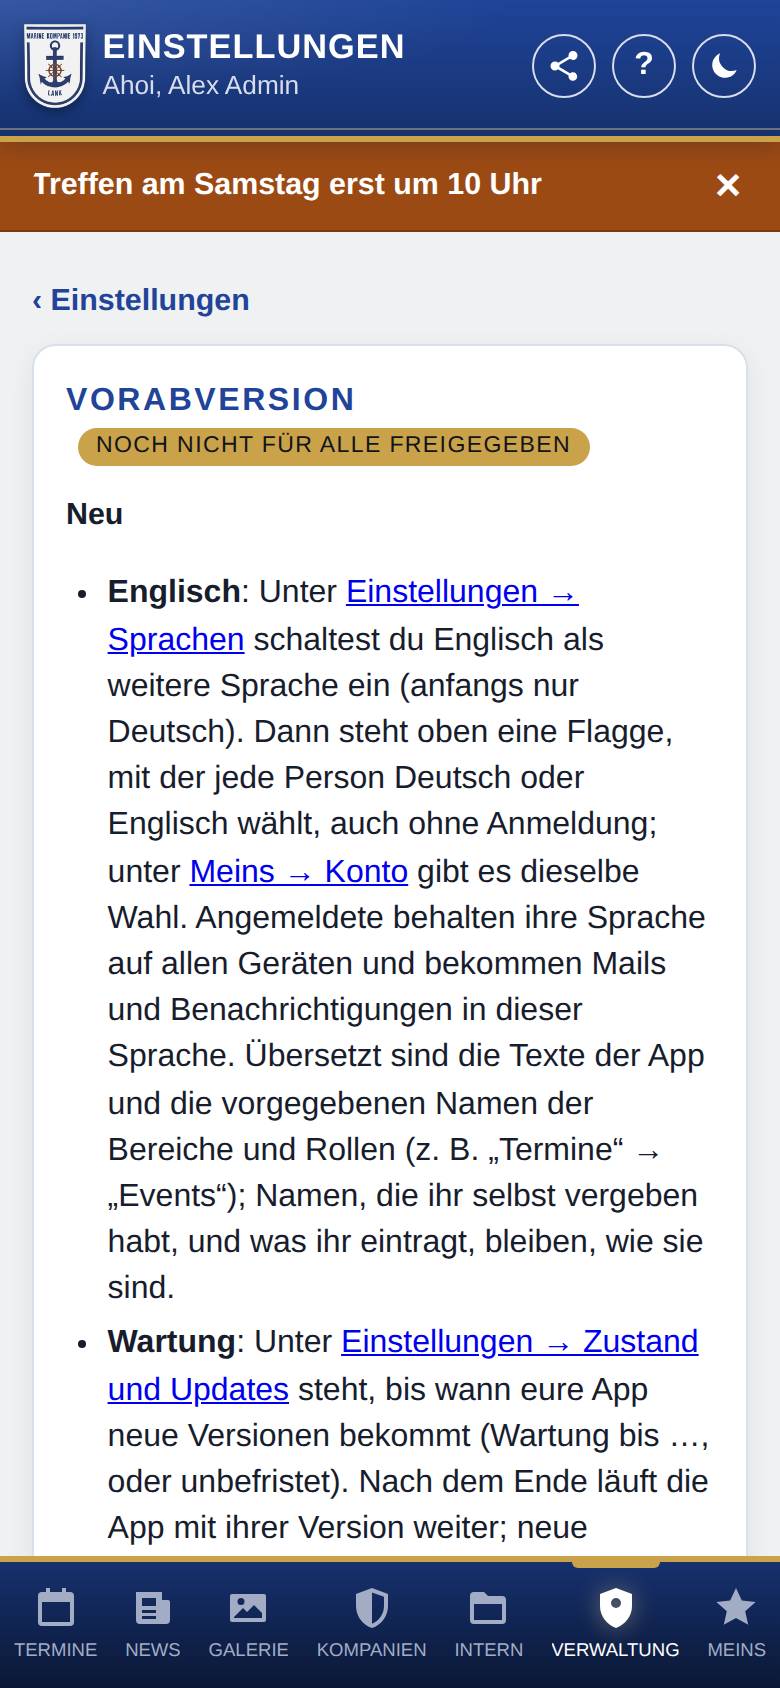 MARINE KOMPANIE 1973
LANK
EINSTELLUNGEN
Ahoi, Alex Admin
?
Treffen am Samstag erst um 10 Uhr
×
‹ Einstellungen
VORABVERSION
NOCH NICHT FÜR ALLE FREIGEGEBEN
Neu
• Englisch: Unter Einstellungen →
Sprachen schaltest du Englisch als
weitere Sprache ein (anfangs nur
Deutsch). Dann steht oben eine Flagge,
mit der jede Person Deutsch oder
Englisch wählt, auch ohne Anmeldung;
unter Meins → Konto gibt es dieselbe
Wahl. Angemeldete behalten ihre Sprache
auf allen Geräten und bekommen Mails
und Benachrichtigungen in dieser
Sprache. Übersetzt sind die Texte der App
und die vorgegebenen Namen der
Bereiche und Rollen (z. B. „Termine“ →
„Events“); Namen, die ihr selbst vergeben
habt, und was ihr eintragt, bleiben, wie sie
sind.
• Wartung: Unter Einstellungen → Zustand
und Updates steht, bis wann eure App
neue Versionen bekommt (Wartung bis …,
oder unbefristet). Nach dem Ende läuft die
App mit ihrer Version weiter; neue
TERMINE NEWS GALERIE KOMPANIEN INTERN VERWALTUNG MEINS